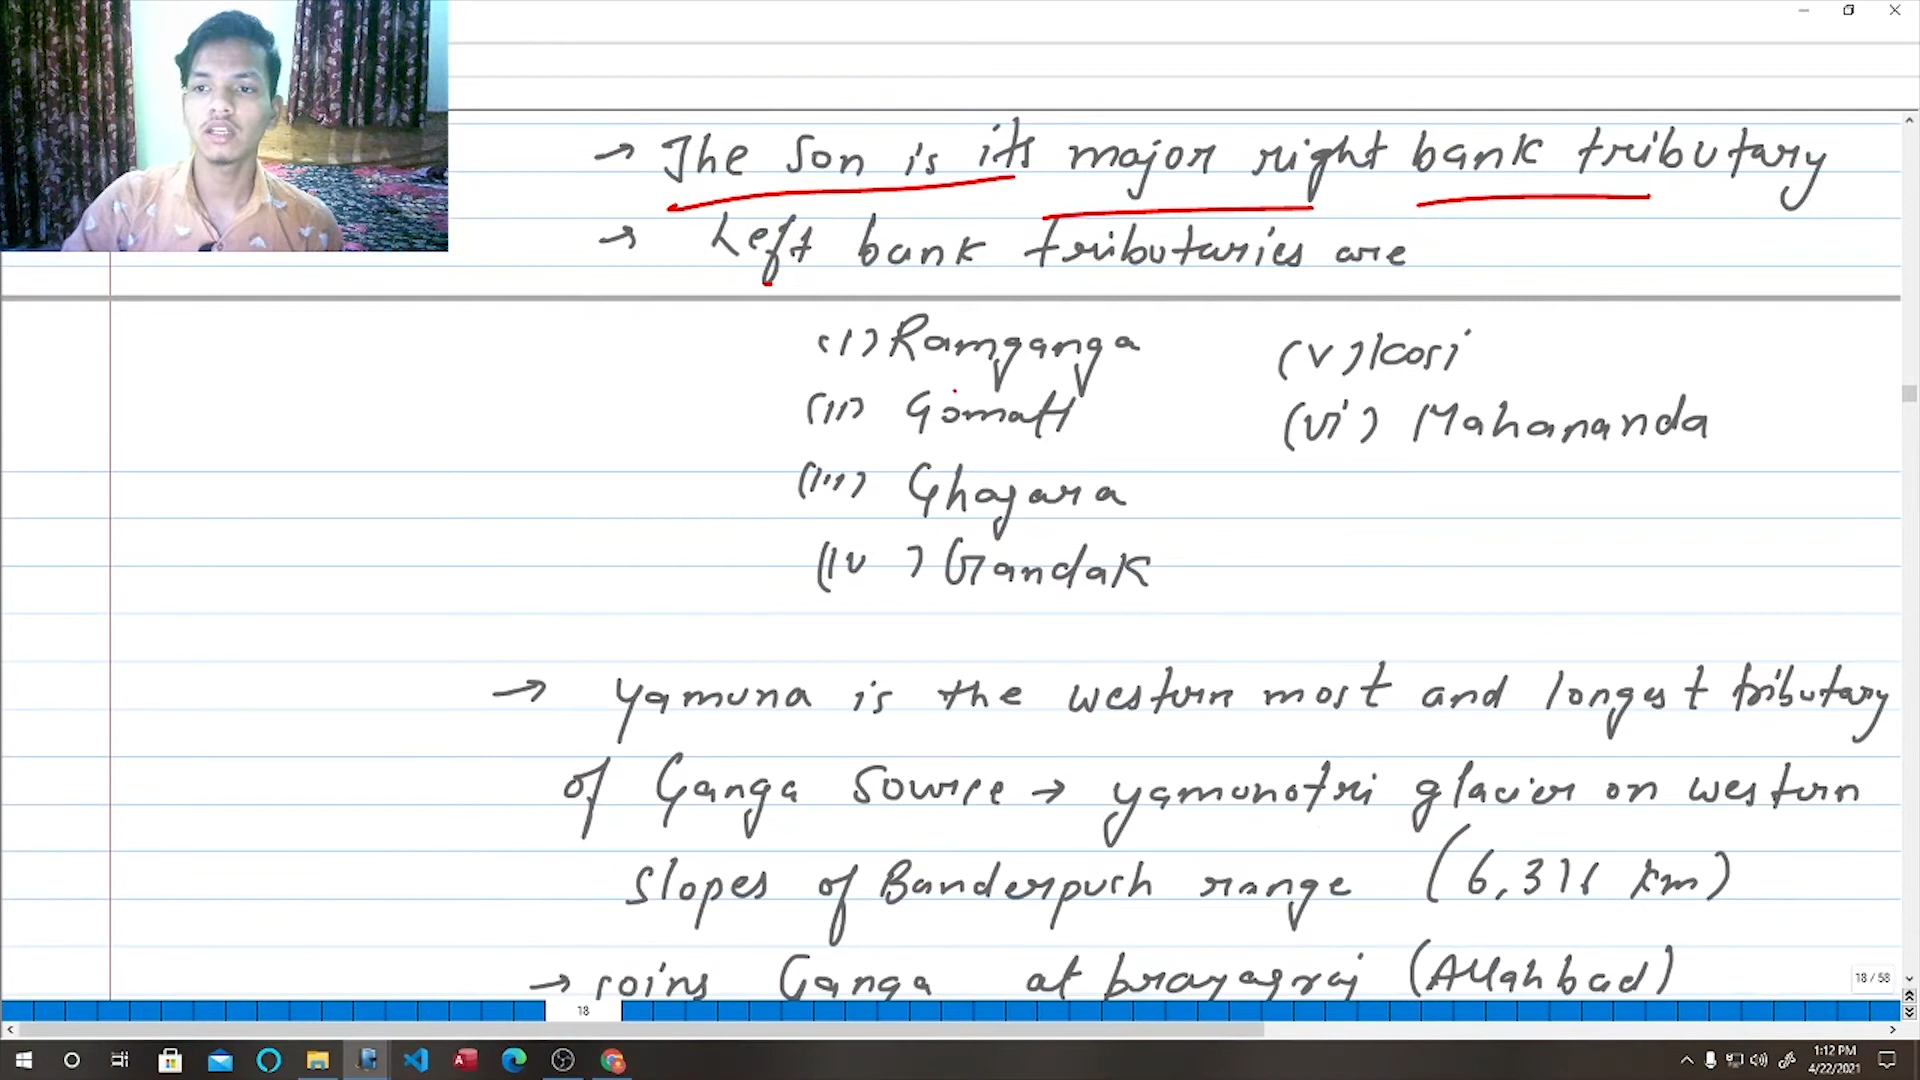 → The Son is its major right bank tributary
→ Left bank tributaries are
(i) Ramganga
(ii) Gomati
(iii) Ghagara
(iv) Gandak
(v) Kosi
(vi) Mahananda
→ Yamuna is the western most and longest tributary
of Ganga Source → Yamunotri glacier on western
slopes of Banderpuch range (6,316 km)
→ Joins Ganga at prayagraj (Allahbad)
18 / 58
18
1:12 PM
4/22/2021